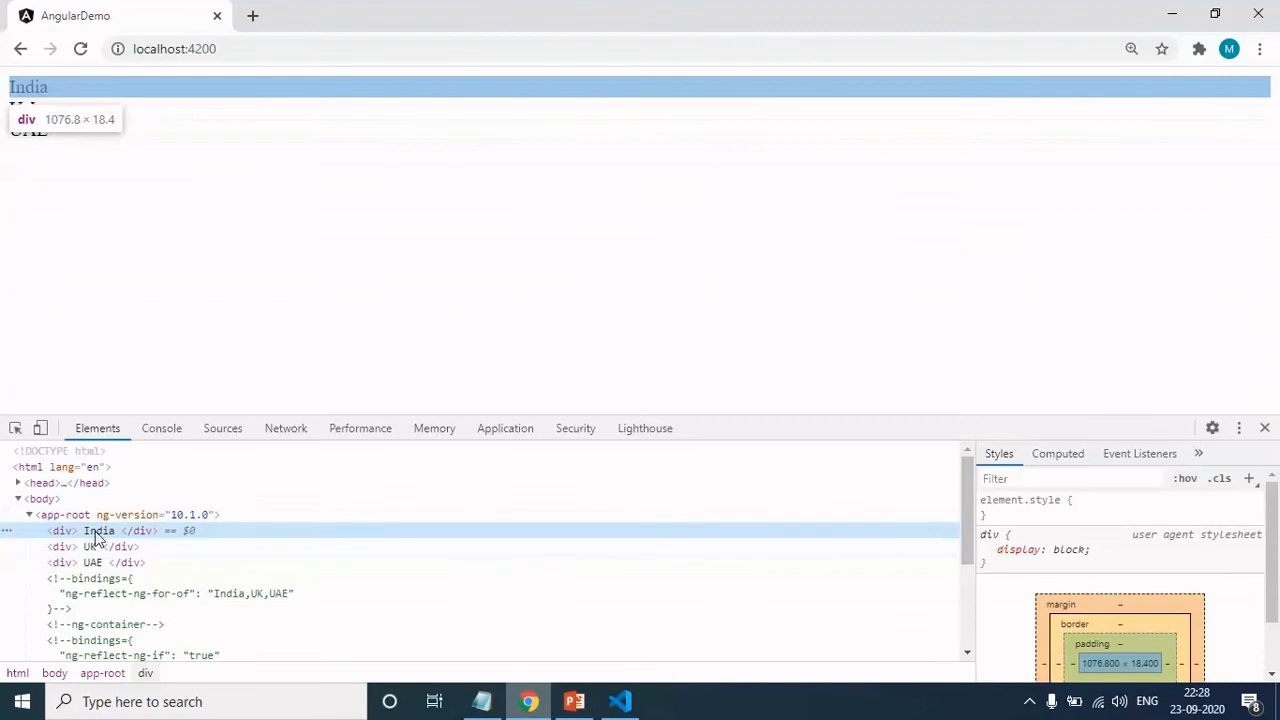 AngularDemo
localhost:4200
M
India
div 1076.8 × 18.4
UAE
Elements Console Sources Network Performance Memory Application Security Lighthouse
<!DOCTYPE html>
<html lang="en">
<head>…</head>
<body>
<app-root ng-version="10.1.0">
<div> India </div> == $0
<div> UK </div>
<div> UAE </div>
<!--bindings={
"ng-reflect-ng-for-of": "India,UK,UAE"
}-->
<!--ng-container-->
<!--bindings={
"ng-reflect-ng-if": "true"
html body app-root div
Styles Computed Event Listeners »
Filter :hov .cls +
element.style {
}
div { user agent stylesheet
display: block;
}
margin –
border –
padding –
– – – 1076.800 × 18.400 – – –
Type here to search
ENG
22:28
23-09-2020
8